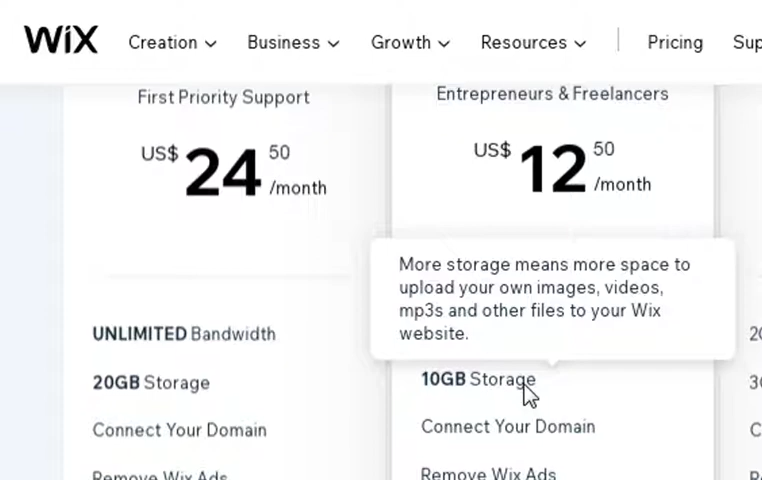 WiX Creation Business Growth Resources Pricing Sup
First Priority Support
US$ 24 50 /month
UNLIMITED Bandwidth
20GB Storage
Connect Your Domain
Remove Wix Ads
Entrepreneurs & Freelancers
US$ 12 50 /month
More storage means more space to
upload your own images, videos,
mp3s and other files to your Wix
website.
10GB Storage
Connect Your Domain
Remove Wix Ads